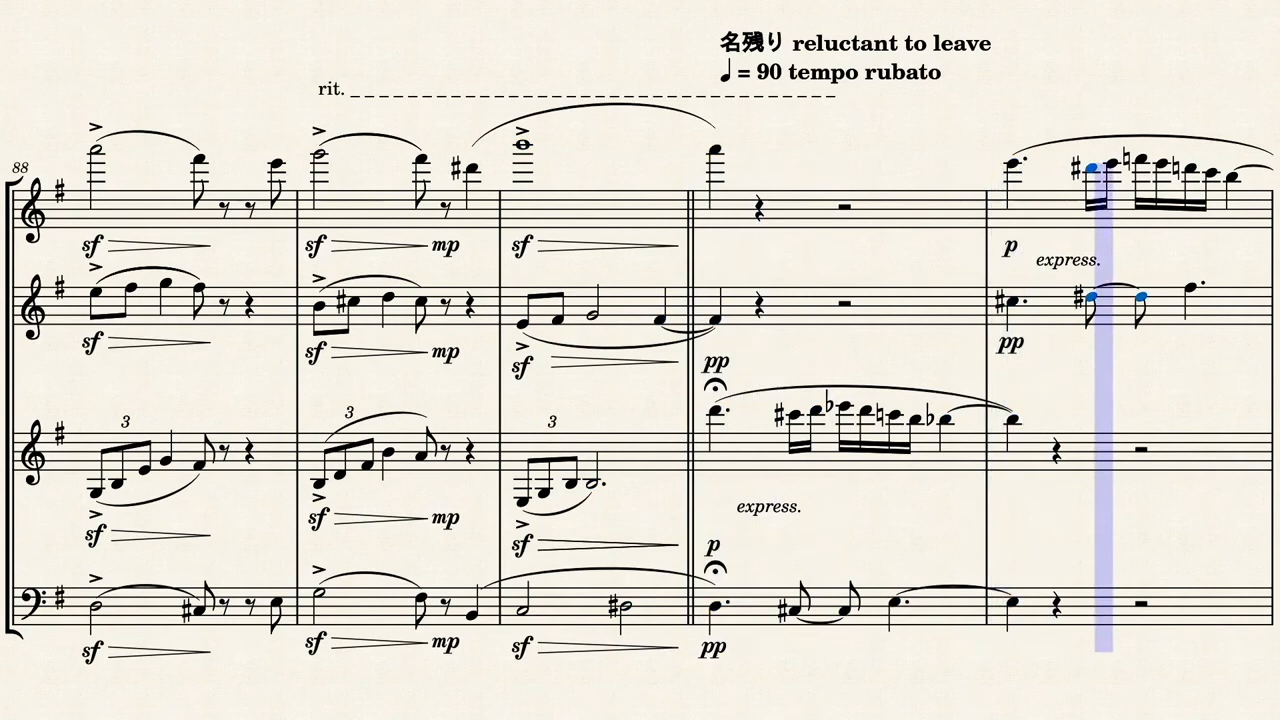 名残り reluctant to leave
♩ = 90 tempo rubato
rit.
88
sf
sf mp
sf
p
express.
sf
sf mp
sf
pp
pp
3
3
3
sf
sf mp
sf
express.
p
sf
sf mp
sf
pp